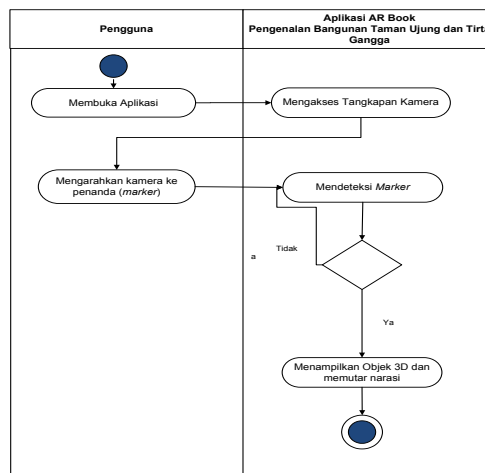 Pengguna
Aplikasi AR Book
Pengenalan Bangunan Taman Ujung dan Tirta
Gangga
Membuka Aplikasi
Mengakses Tangkapan Kamera
Mengarahkan kamera ke
penanda (marker)
Mendeteksi Marker
Tidak
a
Ya
Menampilkan Objek 3D dan
memutar narasi